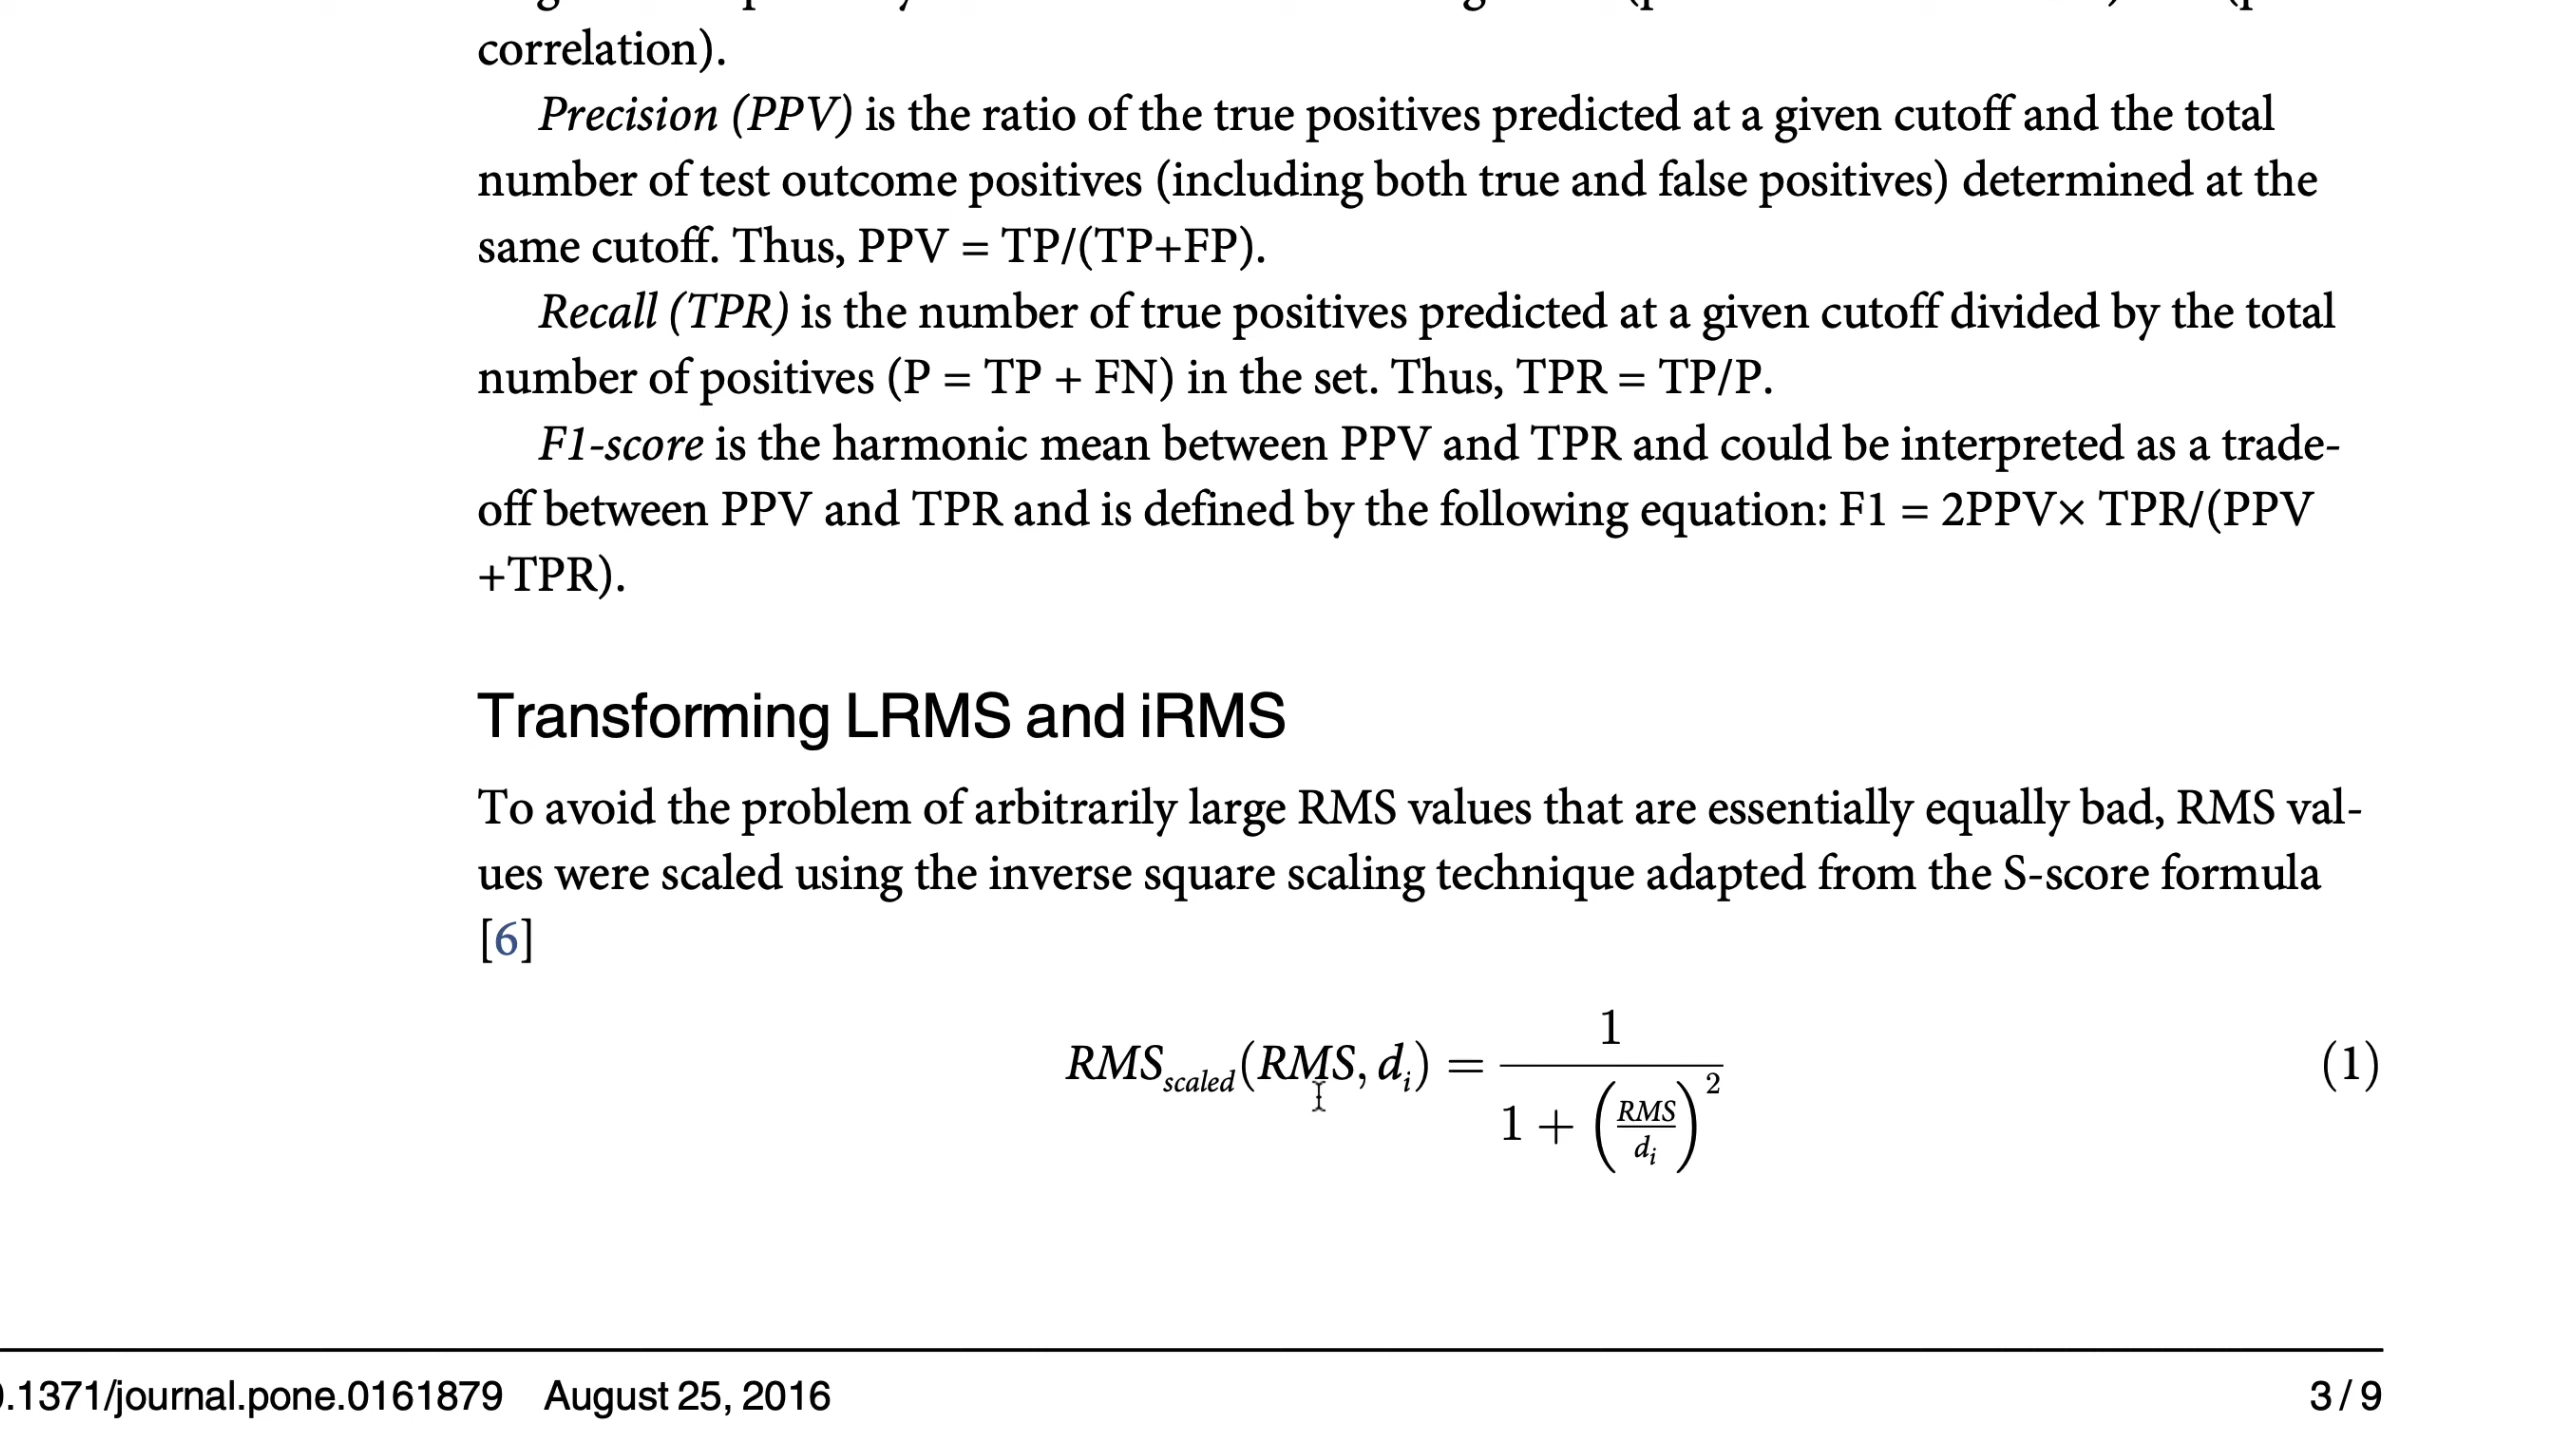 correlation).
Precision (PPV) is the ratio of the true positives predicted at a given cutoff and the total
number of test outcome positives (including both true and false positives) determined at the
same cutoff. Thus, PPV = TP/(TP+FP).
Recall (TPR) is the number of true positives predicted at a given cutoff divided by the total
number of positives (P = TP + FN) in the set. Thus, TPR = TP/P.
F1-score is the harmonic mean between PPV and TPR and could be interpreted as a trade-
off between PPV and TPR and is defined by the following equation: F1 = 2PPV× TPR/(PPV
+TPR).
Transforming LRMS and iRMS
To avoid the problem of arbitrarily large RMS values that are essentially equally bad, RMS val-
ues were scaled using the inverse square scaling technique adapted from the S-score formula
[6]
RMS_scaled(RMS, d_i) = 1 / (1 + (RMS/d_i)^2) (1)
.1371/journal.pone.0161879 August 25, 2016 3 / 9